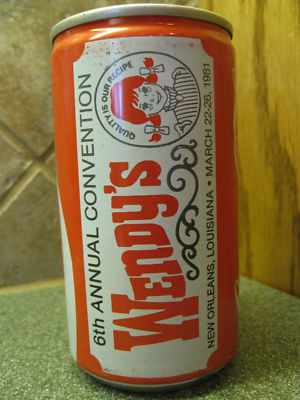 6th ANNUAL CONVENTION
QUALITY IS OUR RECIPE
WENDY'S
NEW ORLEANS, LOUISIANA • MARCH 22-26, 1981